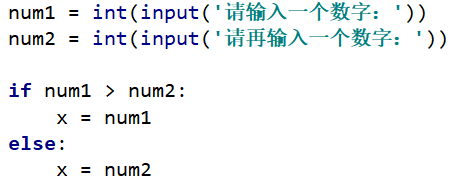 num1 = int(input('请输入一个数字：'))
num2 = int(input('请再输入一个数字：'))
if num1 > num2:
    x = num1
else:
    x = num2